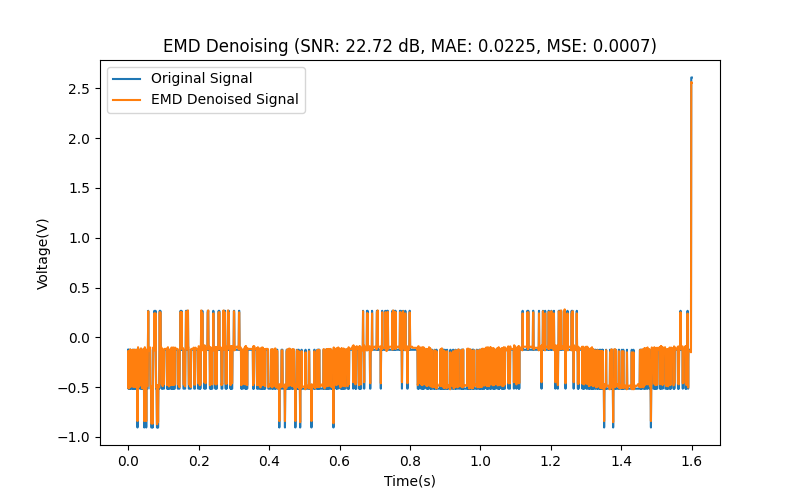 EMD Denoising (SNR: 22.72 dB, MAE: 0.0225, MSE: 0.0007)
Original Signal
EMD Denoised Signal
2.5
2.0
1.5
1.0
0.5
0.0
−0.5
−1.0
Voltage(V)
0.0 0.2 0.4 0.6 0.8 1.0 1.2 1.4 1.6
Time(s)